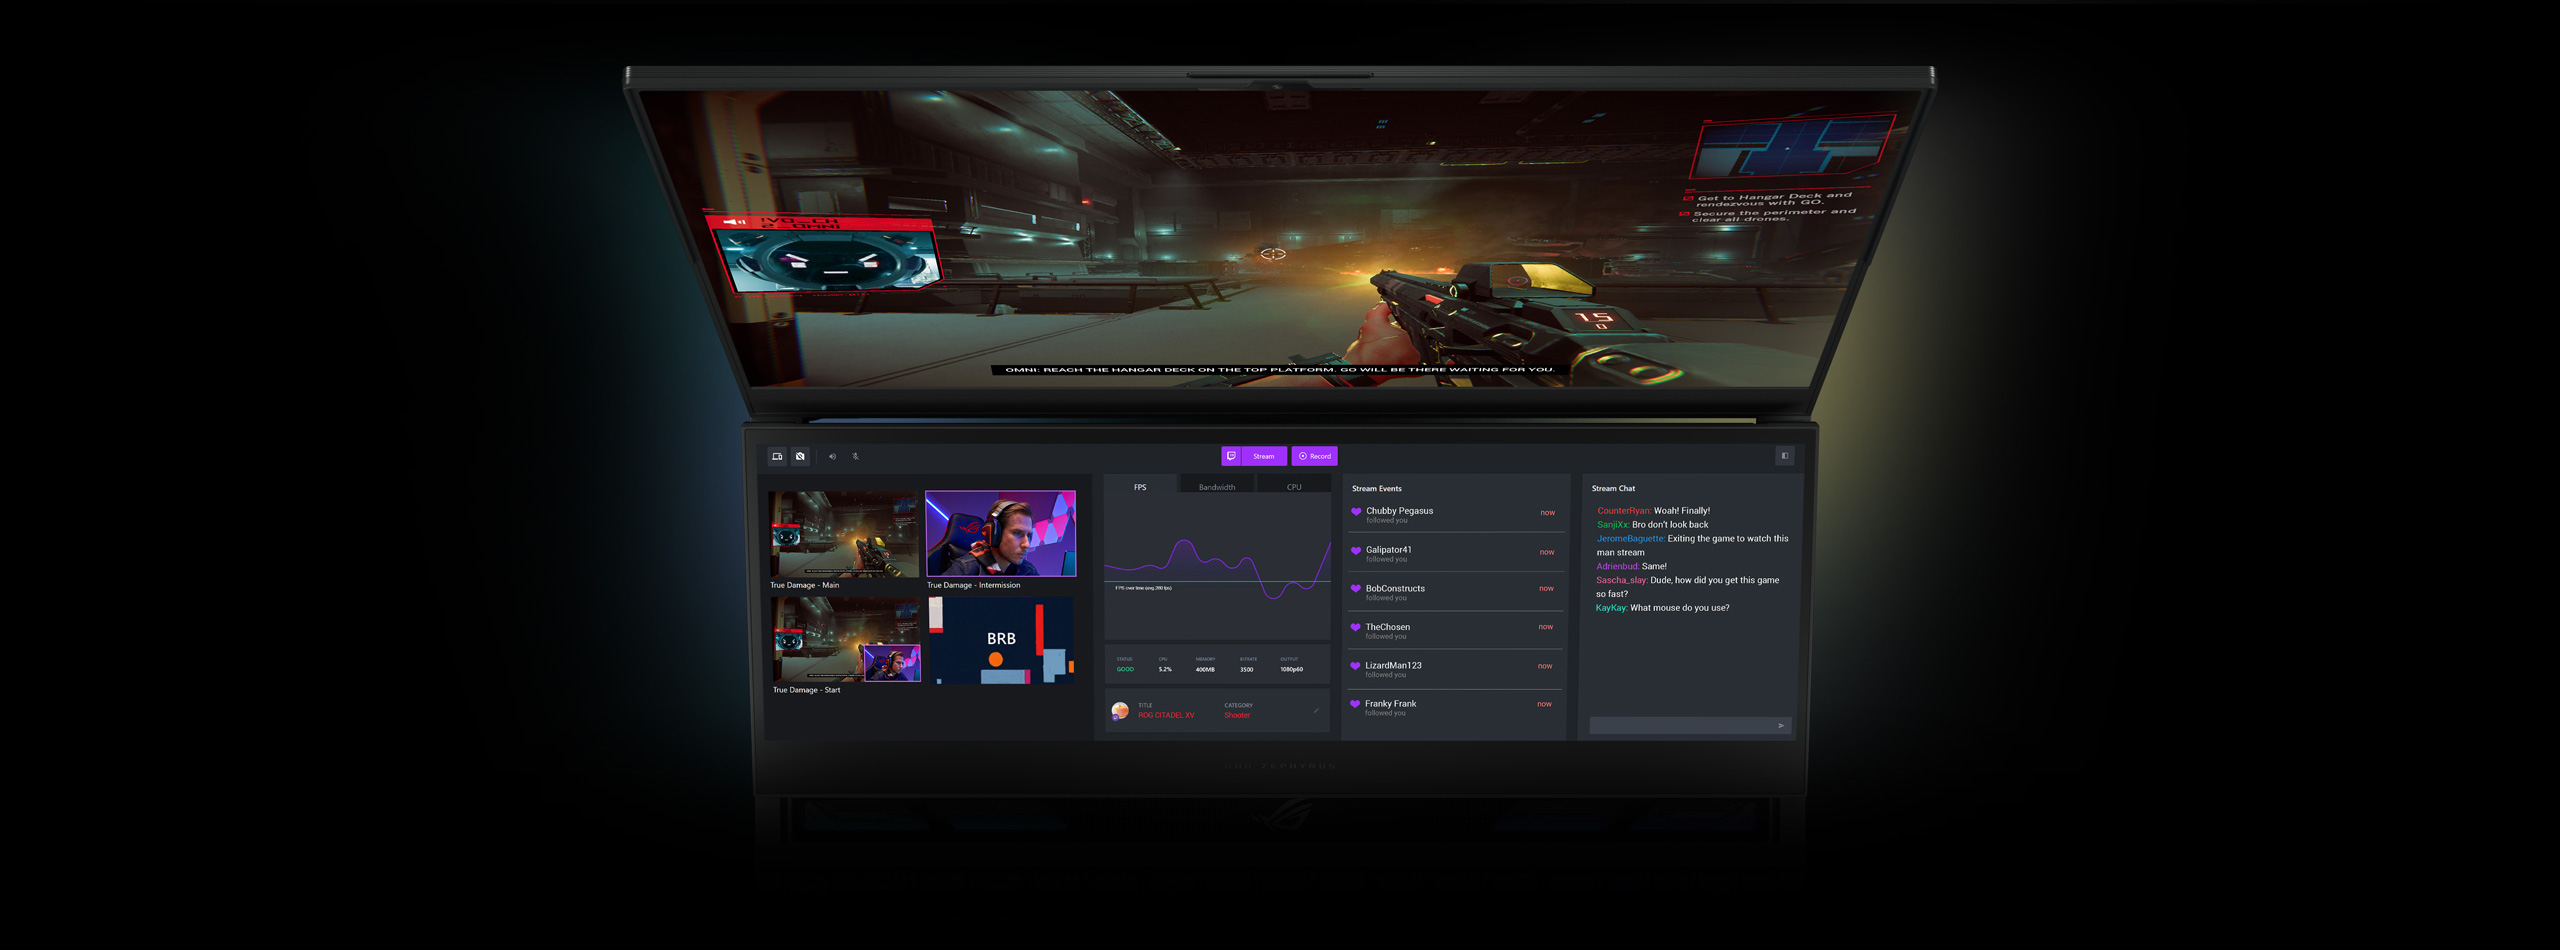 Get to Hangar Deck and
rendezvous with GO.
Secure the perimeter and
clear all drones.
15
0
OMNI: REACH THE HANGAR DECK ON THE TOP PLATFORM. GO WILL BE THERE WAITING FOR YOU.
Stream
Record
True Damage - Main
True Damage - Intermission
True Damage - Start
BRB
FPS
Bandwidth
CPU
FPS over time (avg 280 fps)
STATUS CPU MEMORY BITRATE OUTPUT
GOOD 5.2% 400MB 3500 1080p60
TITLE CATEGORY
ROG CITADEL XV Shooter
Stream Events
Chubby Pegasus now
followed you
Galipator41 now
followed you
BobConstructs now
followed you
TheChosen now
followed you
LizardMan123 now
followed you
Franky Frank now
followed you
Stream Chat
CounterRyan: Woah! Finally!
SanjiXx: Bro don't look back
JeromeBaguette: Exiting the game to watch this
man stream
Adrienbud: Same!
Sascha_slay: Dude, how did you get this game
so fast?
KayKay: What mouse do you use?
ZEPHYRUS